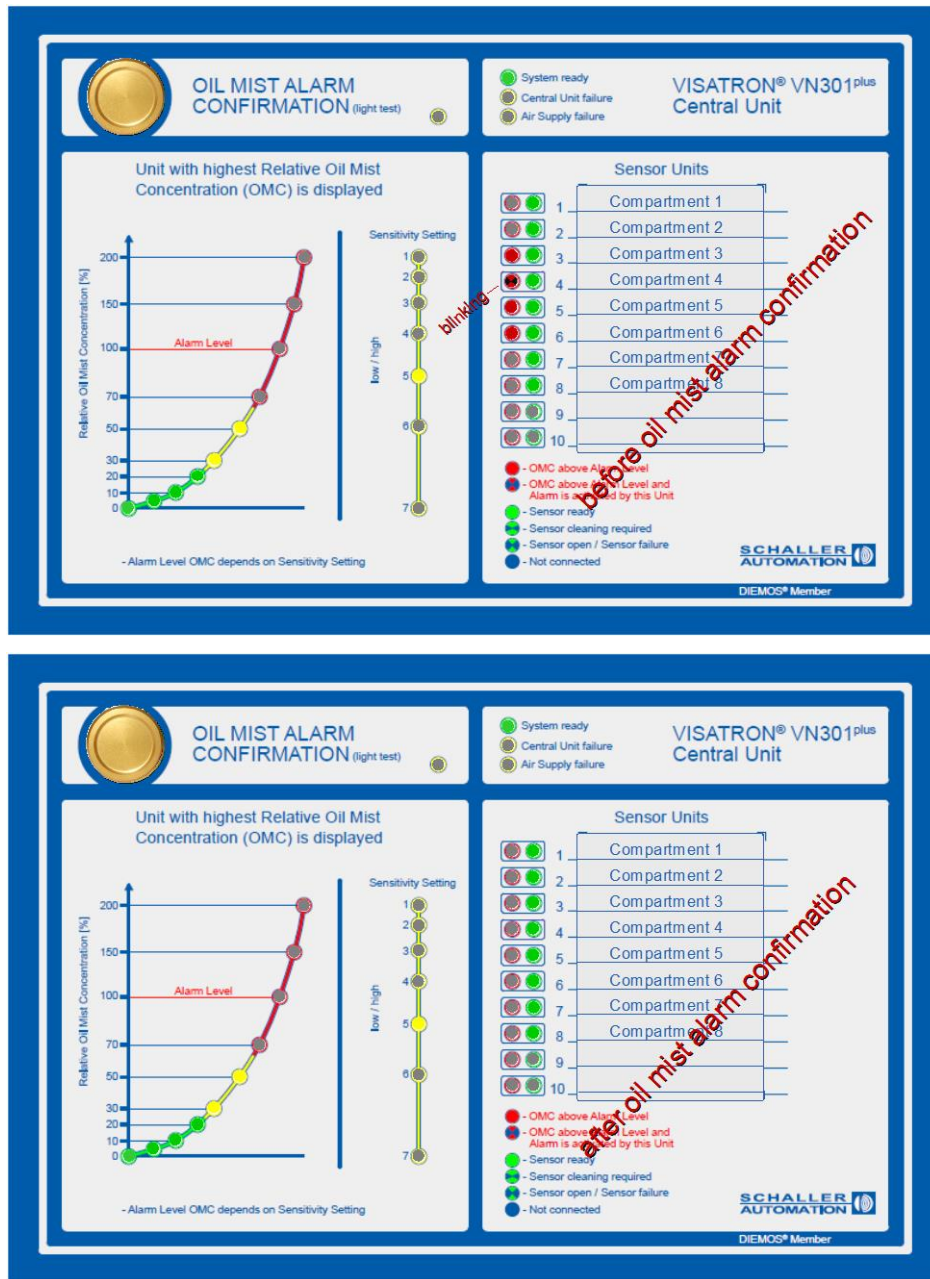 OIL MIST ALARM
CONFIRMATION (light test)
System ready
Central Unit failure
Air Supply failure
VISATRON® VN301plus
Central Unit
Unit with highest Relative Oil Mist
Concentration (OMC) is displayed
Relative Oil Mist Concentration [%]
200
150
100
70
50
30
20
10
0
Alarm Level
Sensitivity Setting
1
2
3
4
5
6
7
low / high
- Alarm Level OMC depends on Sensitivity Setting
Sensor Units
blinking
1 Compartment 1
2 Compartment 2
3 Compartment 3
4 Compartment 4
5 Compartment 5
6 Compartment 6
7 Compartment 7
8 Compartment 8
9
10
before oil mist alarm confirmation
- OMC above Alarm Level
- OMC above Alarm Level and
Alarm is activated by this Unit
- Sensor ready
- Sensor cleaning required
- Sensor open / Sensor failure
- Not connected
SCHALLER
AUTOMATION
DIEMOS® Member
OIL MIST ALARM
CONFIRMATION (light test)
System ready
Central Unit failure
Air Supply failure
VISATRON® VN301plus
Central Unit
Unit with highest Relative Oil Mist
Concentration (OMC) is displayed
Relative Oil Mist Concentration [%]
200
150
100
70
50
30
20
10
0
Alarm Level
Sensitivity Setting
1
2
3
4
5
6
7
low / high
- Alarm Level OMC depends on Sensitivity Setting
Sensor Units
1 Compartment 1
2 Compartment 2
3 Compartment 3
4 Compartment 4
5 Compartment 5
6 Compartment 6
7 Compartment 7
8 Compartment 8
9
10
after oil mist alarm confirmation
- OMC above Alarm Level
- OMC above Alarm Level and
Alarm is activated by this Unit
- Sensor ready
- Sensor cleaning required
- Sensor open / Sensor failure
- Not connected
SCHALLER
AUTOMATION
DIEMOS® Member